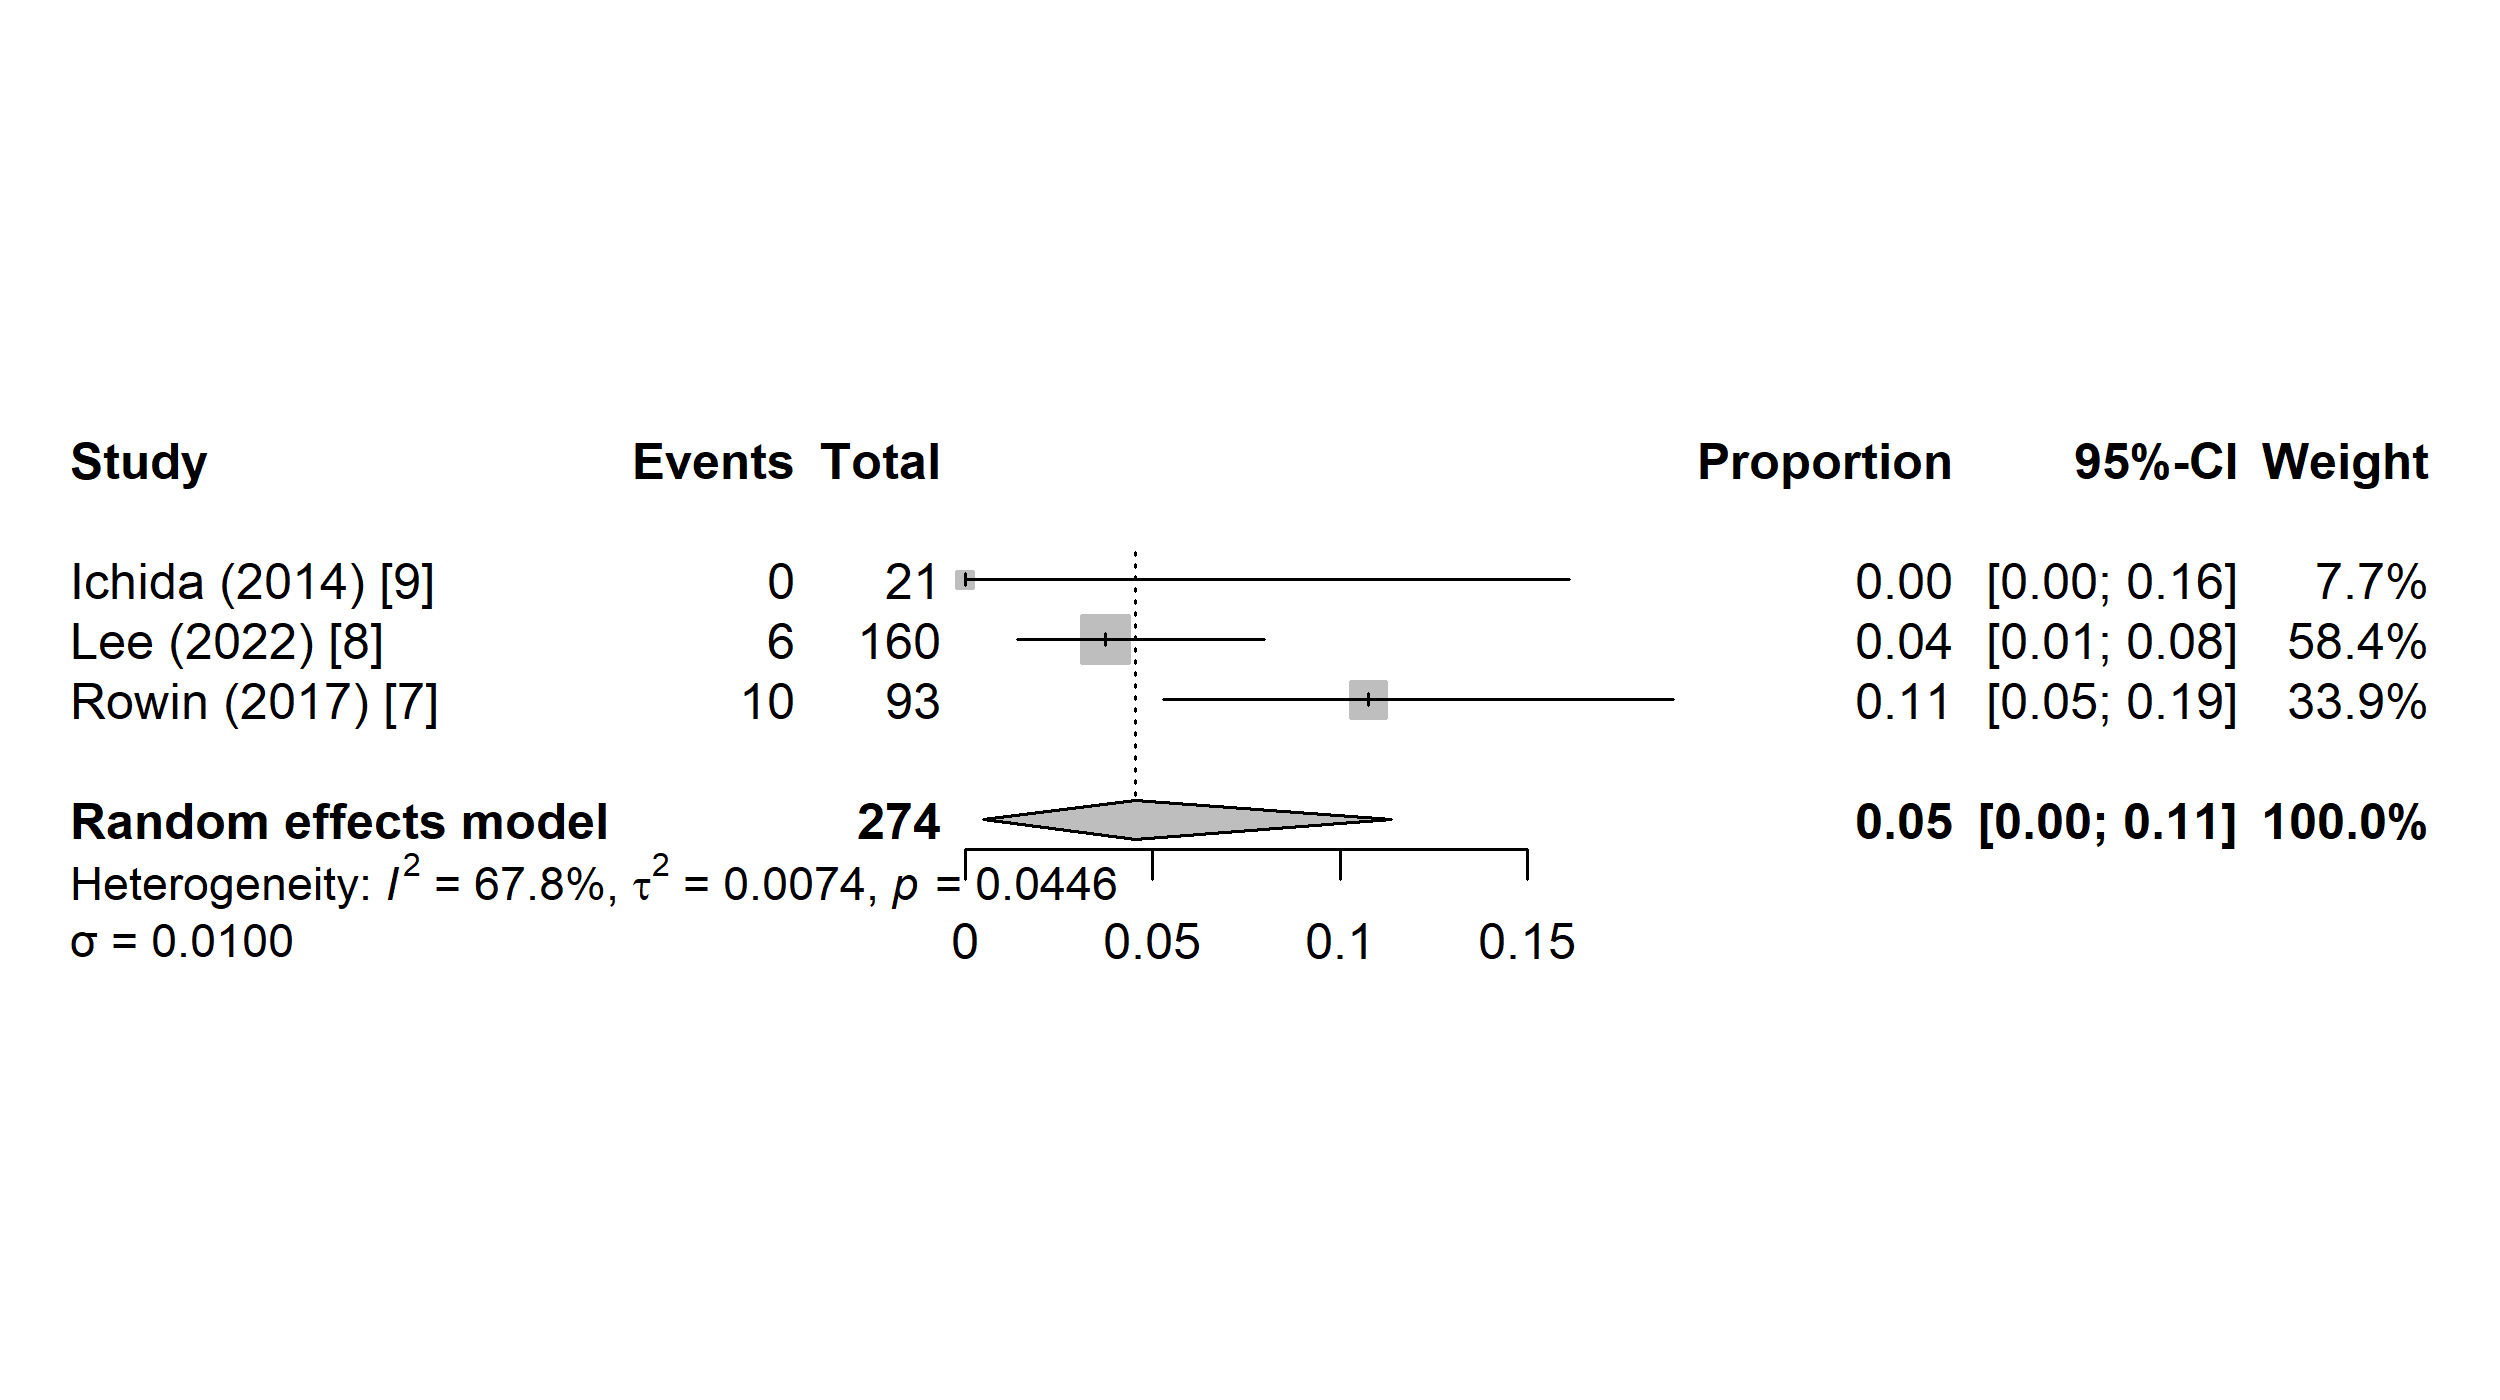 Study Events Total Proportion 95%-CI Weight
Ichida (2014) [9] 0 21 0.00 [0.00; 0.16] 7.7%
Lee (2022) [8] 6 160 0.04 [0.01; 0.08] 58.4%
Rowin (2017) [7] 10 93 0.11 [0.05; 0.19] 33.9%
Random effects model 274 0.05 [0.00; 0.11] 100.0%
Heterogeneity: I² = 67.8%, τ² = 0.0074, p = 0.0446
σ = 0.0100 0 0.05 0.1 0.15